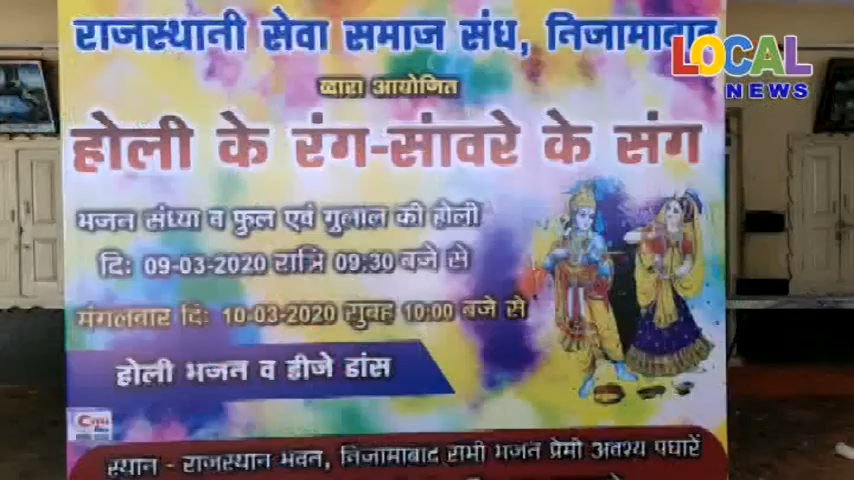 राजस्थानी सेवा समाज संघ, निजामाबाद
LOCAL
NEWS
व्दारा आयोजित
होली के रंग-सांवरे के संग
भजन संध्या व फुल एवं गुलाल की होली
दि: 09-03-2020 रात्रि 09:30 बजे से
मंगलवार दि: 10-03-2020 सुबह 10:00 बजे से
होली भजन व डीजे डांस
स्थान - राजस्थान भवन, निजामाबाद सभी भजन प्रेमी अवश्य पधारें